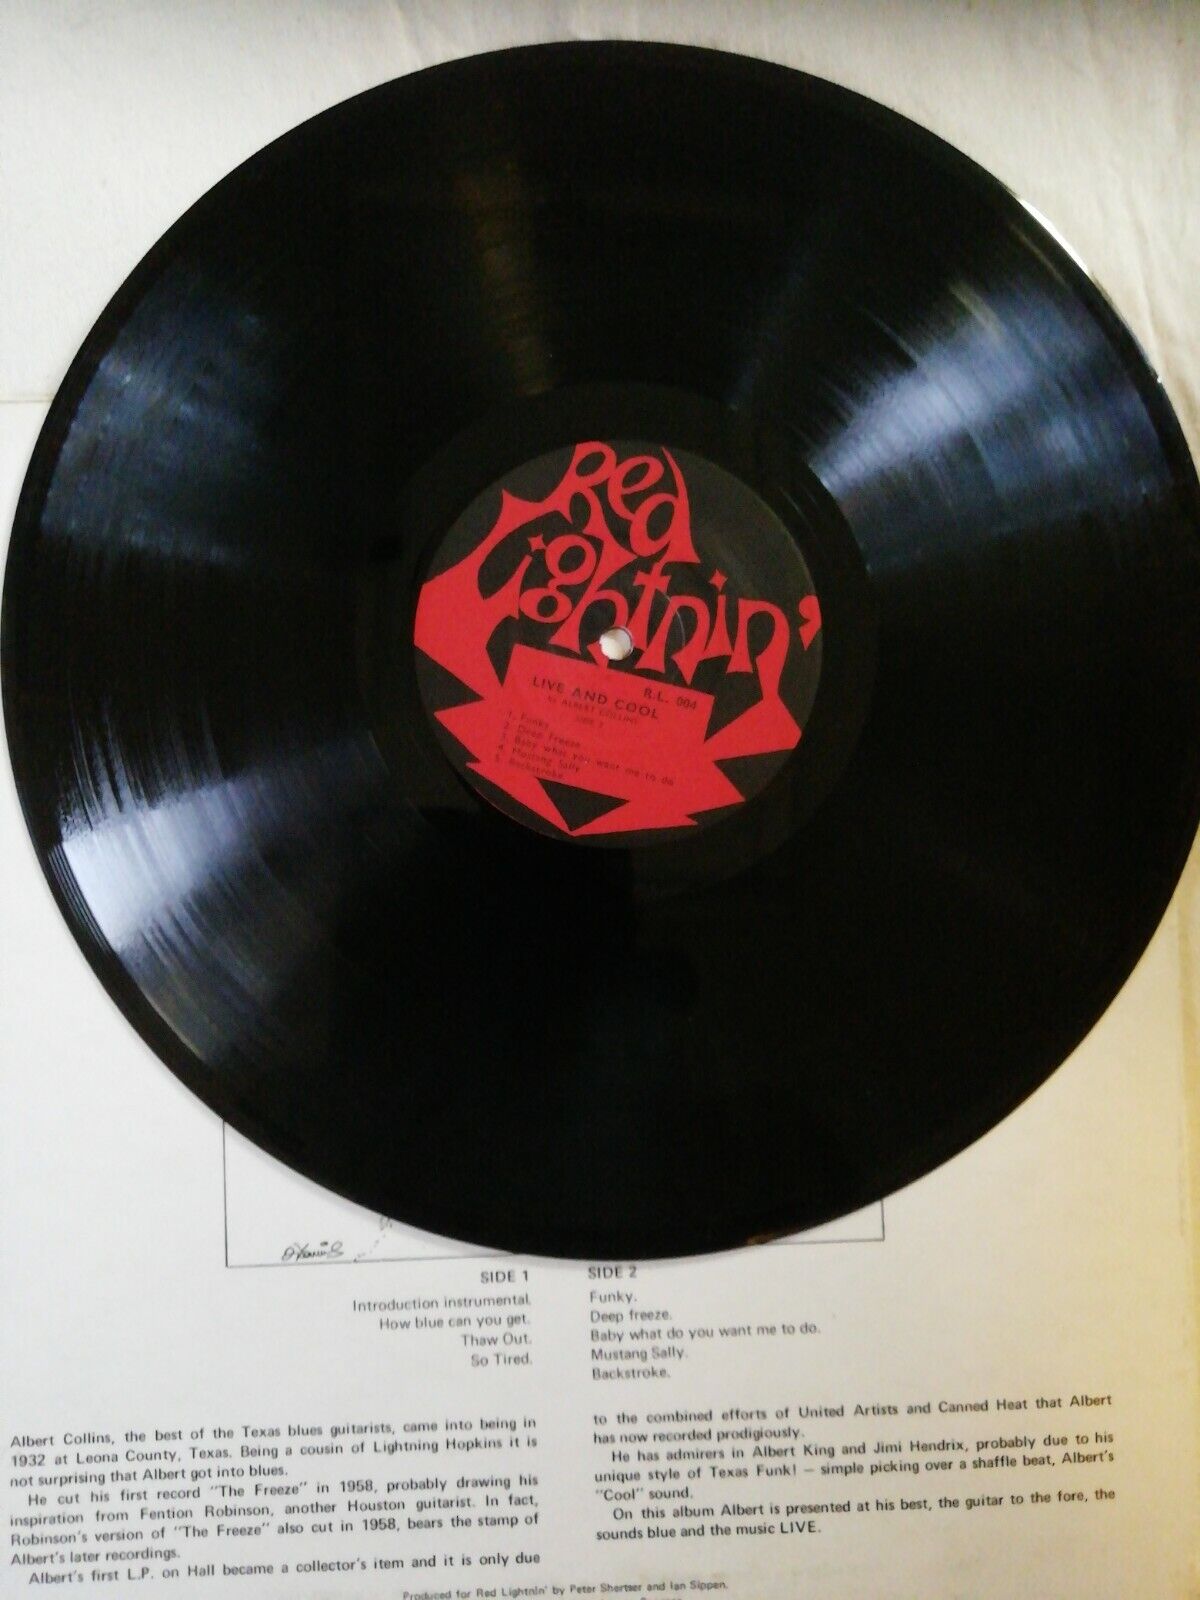 Red
Lightnin'
R.L. 004
LIVE AND COOL
ALBERT COLLINS
SIDE 2
1. Funky
2. Deep Freeze
3. Baby what you want me to do
4. Mustang Sally
5. Backstroke
SIDE 1
Introduction instrumental.
How blue can you get.
Thaw Out.
So Tired.
SIDE 2
Funky.
Deep freeze.
Baby what do you want me to do.
Mustang Sally.
Backstroke.
Albert Collins, the best of the Texas blues guitarists, came into being in
1932 at Leona County, Texas. Being a cousin of Lightning Hopkins it is
not surprising that Albert got into blues.
He cut his first record "The Freeze" in 1958, probably drawing his
inspiration from Fention Robinson, another Houston guitarist. In fact,
Robinson's version of "The Freeze" also cut in 1958, bears the stamp of
Albert's later recordings.
Albert's first L.P. on Hall became a collector's item and it is only due
to the combined efforts of United Artists and Canned Heat that Albert
has now recorded prodigiously.
He has admirers in Albert King and Jimi Hendrix, probably due to his
unique style of Texas Funk! — simple picking over a shaffle beat, Albert's
"Cool" sound.
On this album Albert is presented at his best, the guitar to the fore, the
sounds blue and the music LIVE.
Produced for Red Lightnin' by Peter Shertser and Ian Sippen.